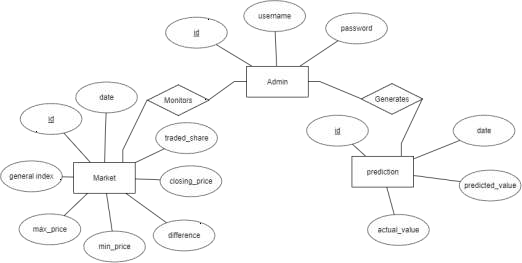 username
id
password
Admin
date
Monitors
Generates
id
traded_share
id
date
general index
Market
closing_price
prediction
predicted_value
max_price
min_price
difference
actual_value